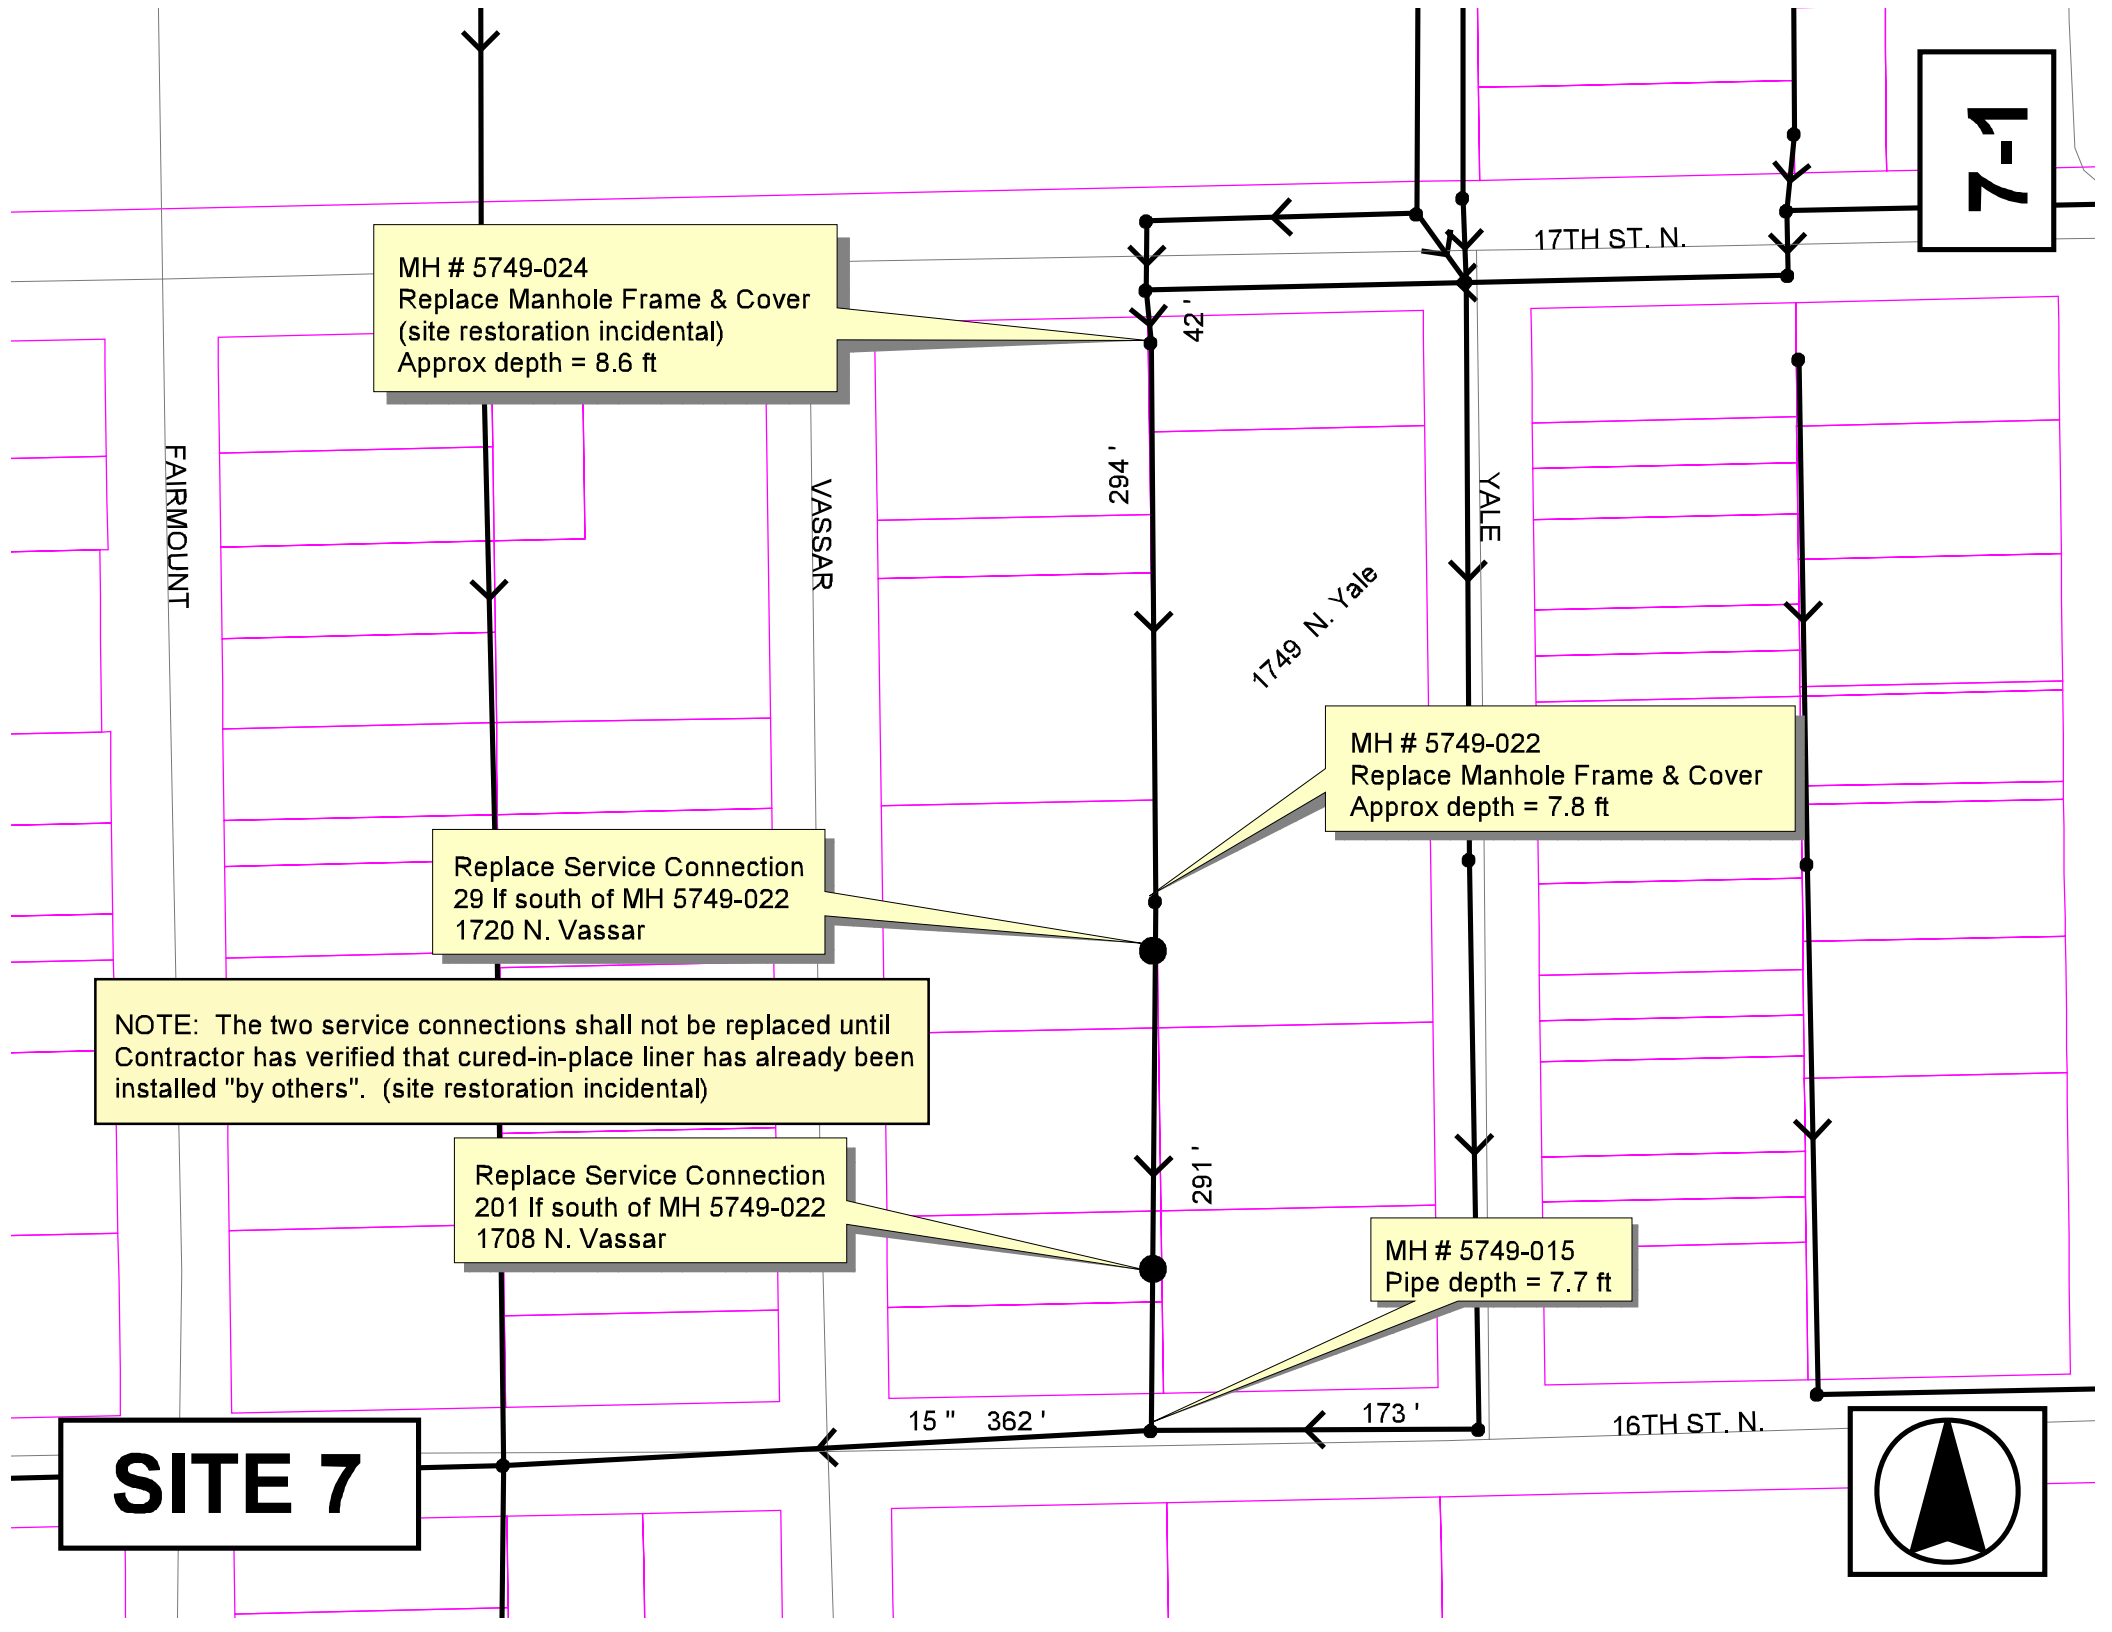 7-1
17TH ST. N.
MH # 5749-024
Replace Manhole Frame & Cover
(site restoration incidental)
Approx depth = 8.6 ft
42 '
FAIRMOUNT
VASSAR
294 '
YALE
1749 N. Yale
MH # 5749-022
Replace Manhole Frame & Cover
Approx depth = 7.8 ft
Replace Service Connection
29 lf south of MH 5749-022
1720 N. Vassar
NOTE: The two service connections shall not be replaced until
Contractor has verified that cured-in-place liner has already been
installed "by others". (site restoration incidental)
Replace Service Connection
201 lf south of MH 5749-022
1708 N. Vassar
291 '
MH # 5749-015
Pipe depth = 7.7 ft
15 " 362 '
173 '
16TH ST. N.
SITE 7